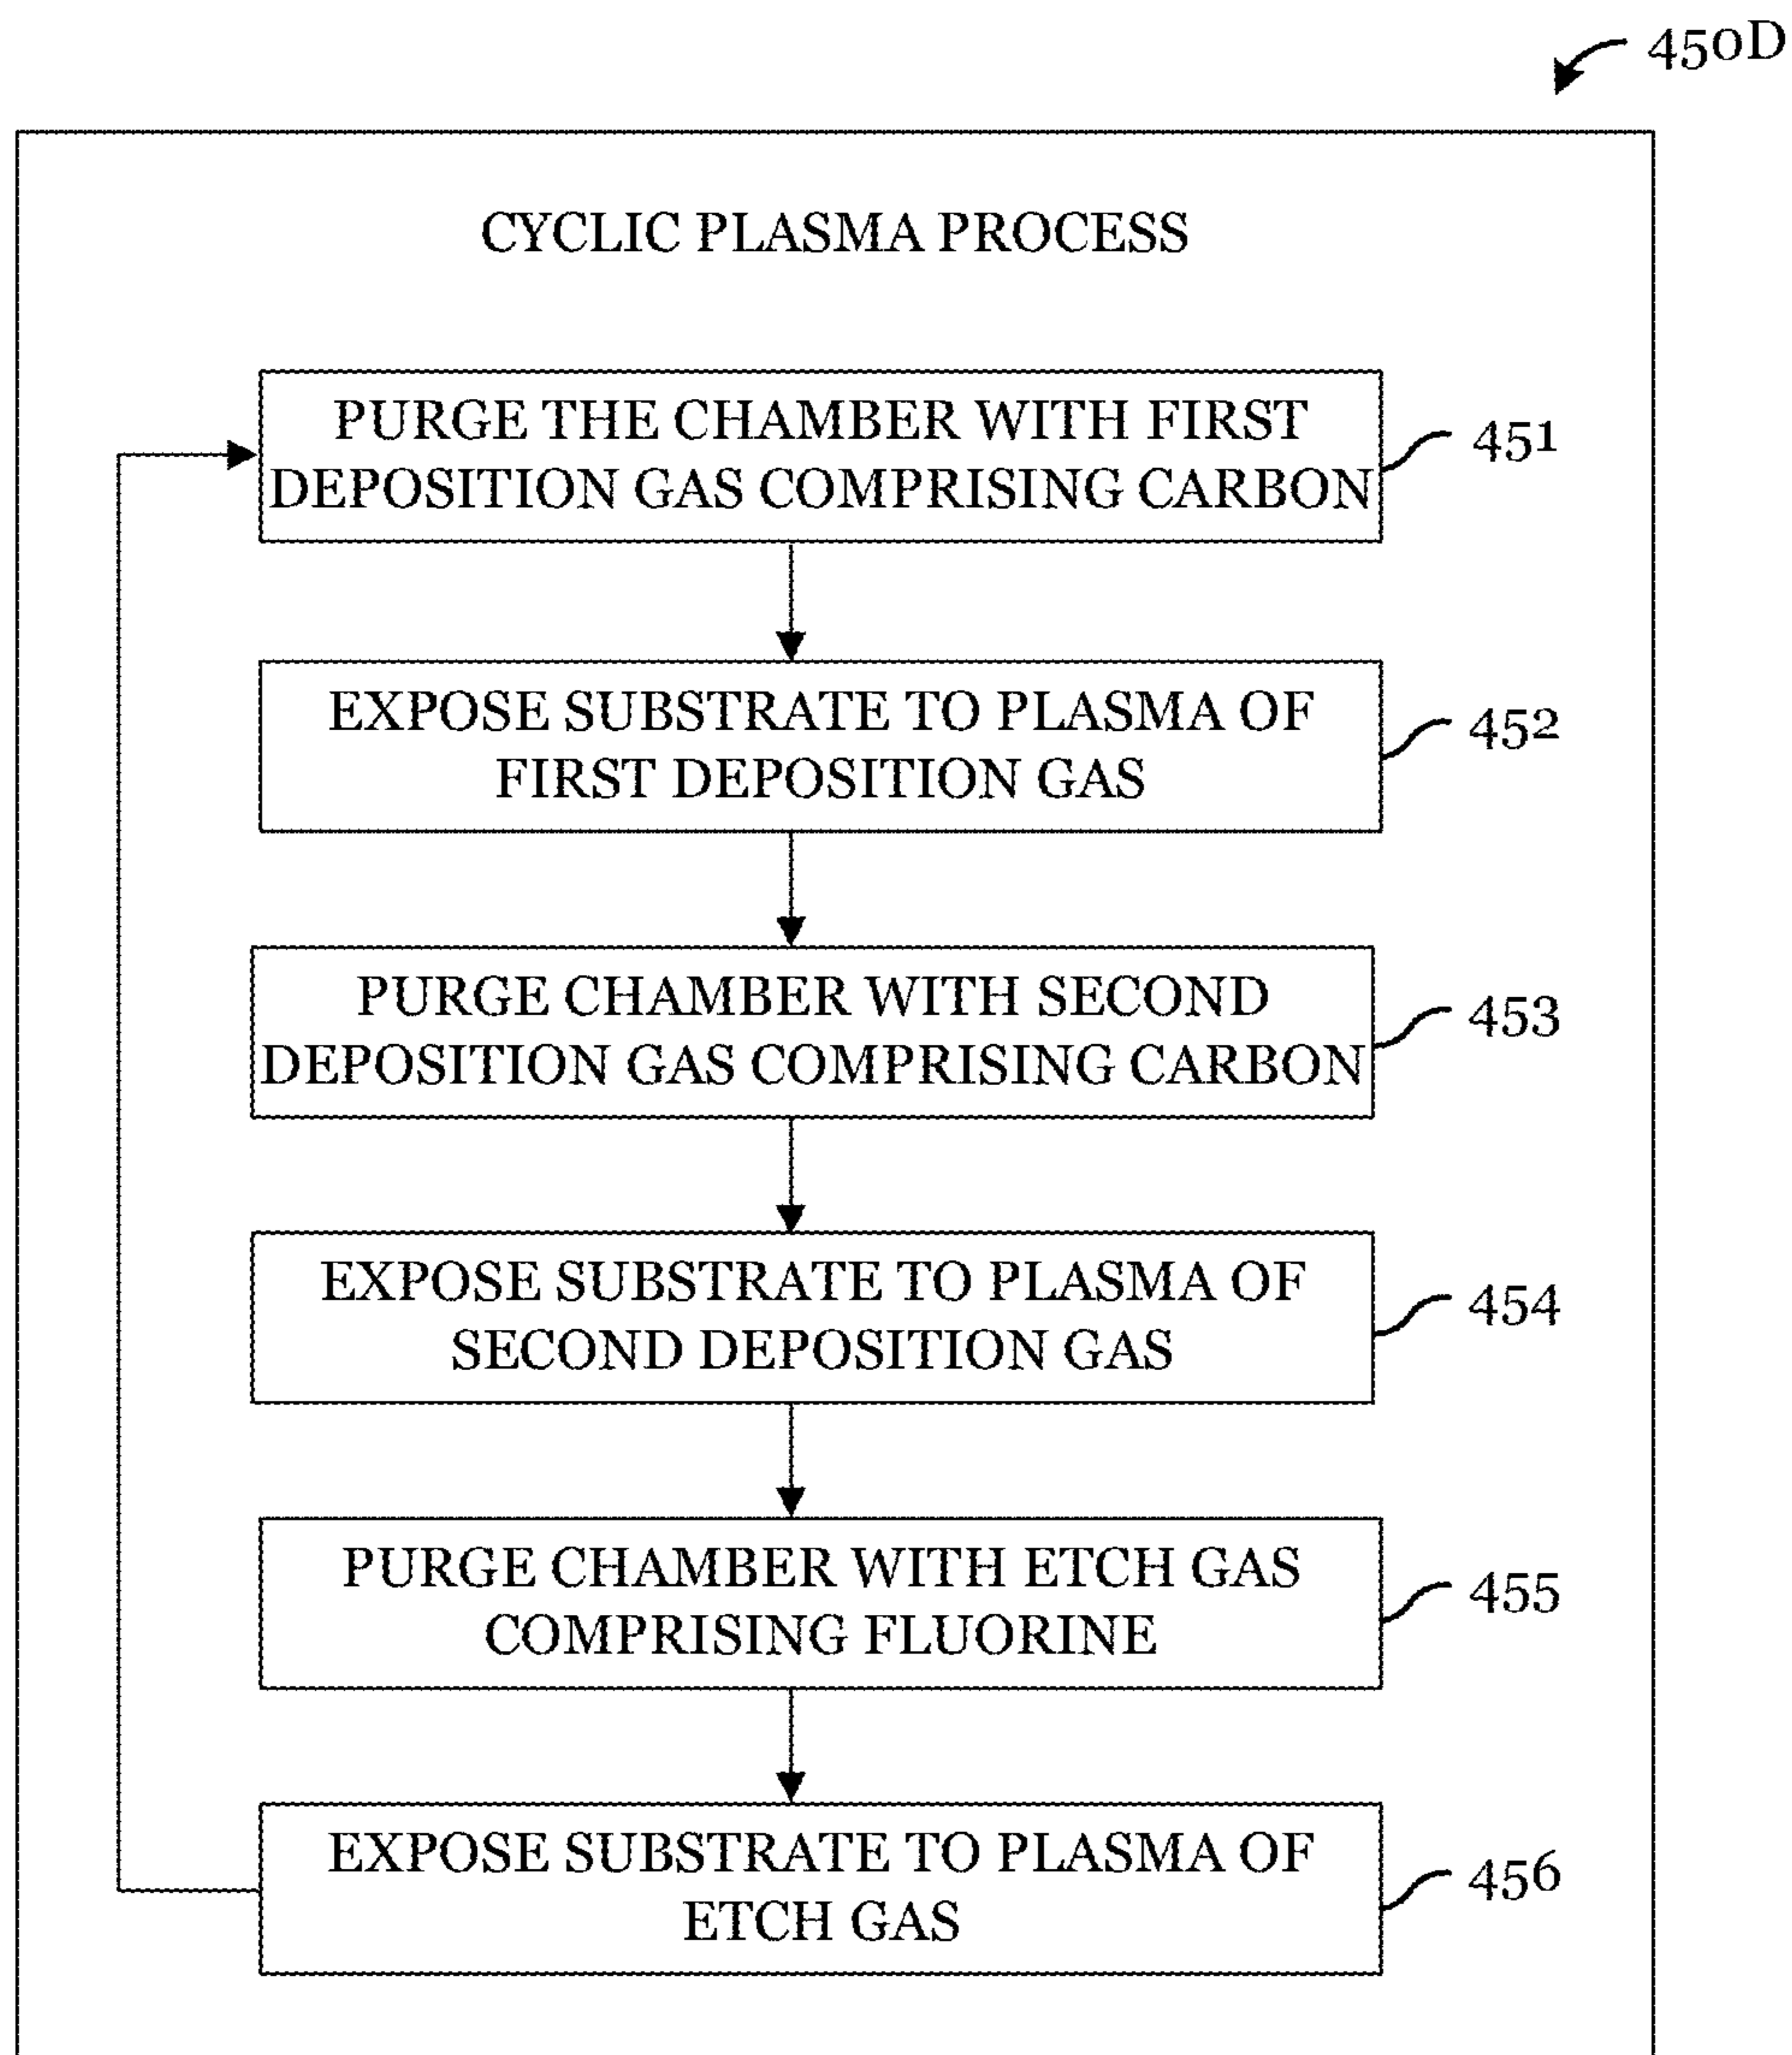 450D
CYCLIC PLASMA PROCESS
PURGE THE CHAMBER WITH FIRST
DEPOSITION GAS COMPRISING CARBON
451
EXPOSE SUBSTRATE TO PLASMA OF
FIRST DEPOSITION GAS
452
PURGE CHAMBER WITH SECOND
DEPOSITION GAS COMPRISING CARBON
453
EXPOSE SUBSTRATE TO PLASMA OF
SECOND DEPOSITION GAS
454
PURGE CHAMBER WITH ETCH GAS
COMPRISING FLUORINE
455
EXPOSE SUBSTRATE TO PLASMA OF
ETCH GAS
456